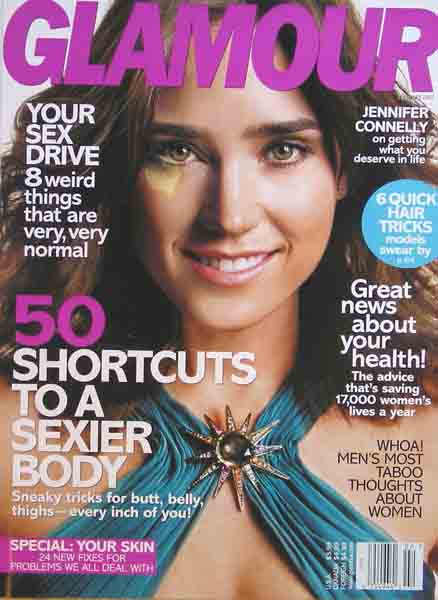 GLAMOUR
YOUR
SEX
DRIVE
8 weird
things
that are
very, very
normal
JENNIFER
CONNELLY
on getting
what you
deserve in life
6 QUICK
HAIR
TRICKS
models
swear by
Great
news
about
your
health!
The advice
that's saving
17,000 women's
lives a year
50
SHORTCUTS
TO A
SEXIER
BODY
Sneaky tricks for butt, belly,
thighs—every inch of you!
WHOA!
MEN'S MOST
TABOO
THOUGHTS
ABOUT
WOMEN
SPECIAL: YOUR SKIN
24 NEW FIXES FOR
PROBLEMS WE ALL DEAL WITH